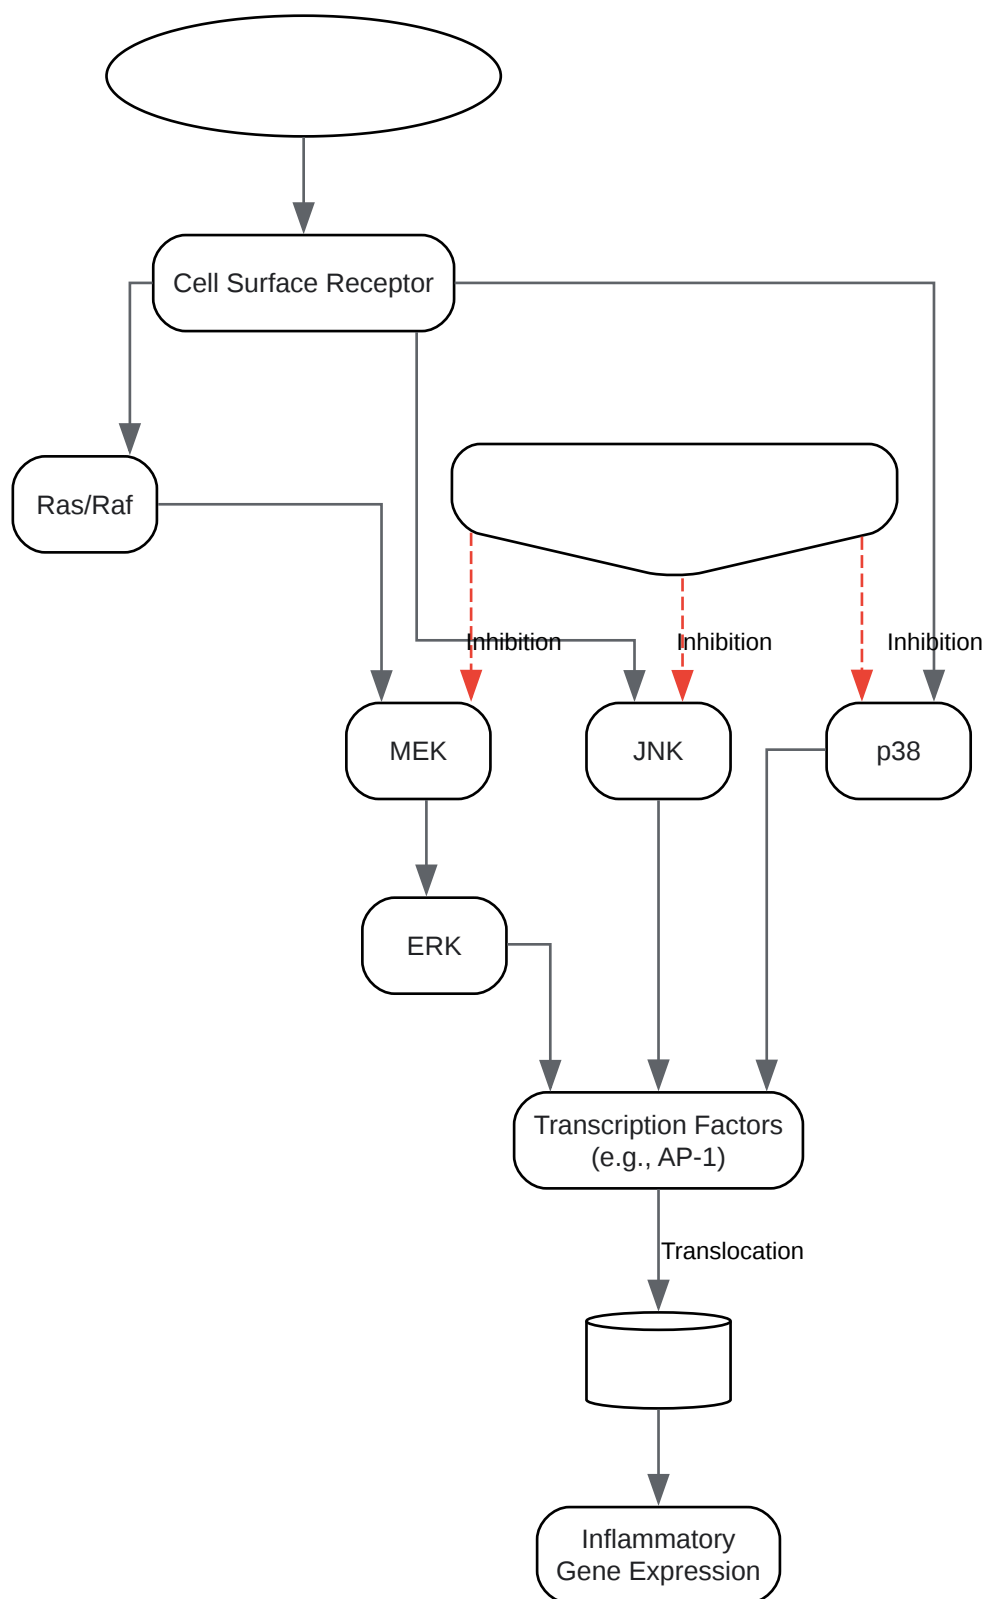 Cell Surface Receptor
Ras/Raf
Inhibition
Inhibition
Inhibition
MEK
JNK
p38
ERK
Transcription Factors
(e.g., AP-1)
Translocation
Inflammatory
Gene Expression